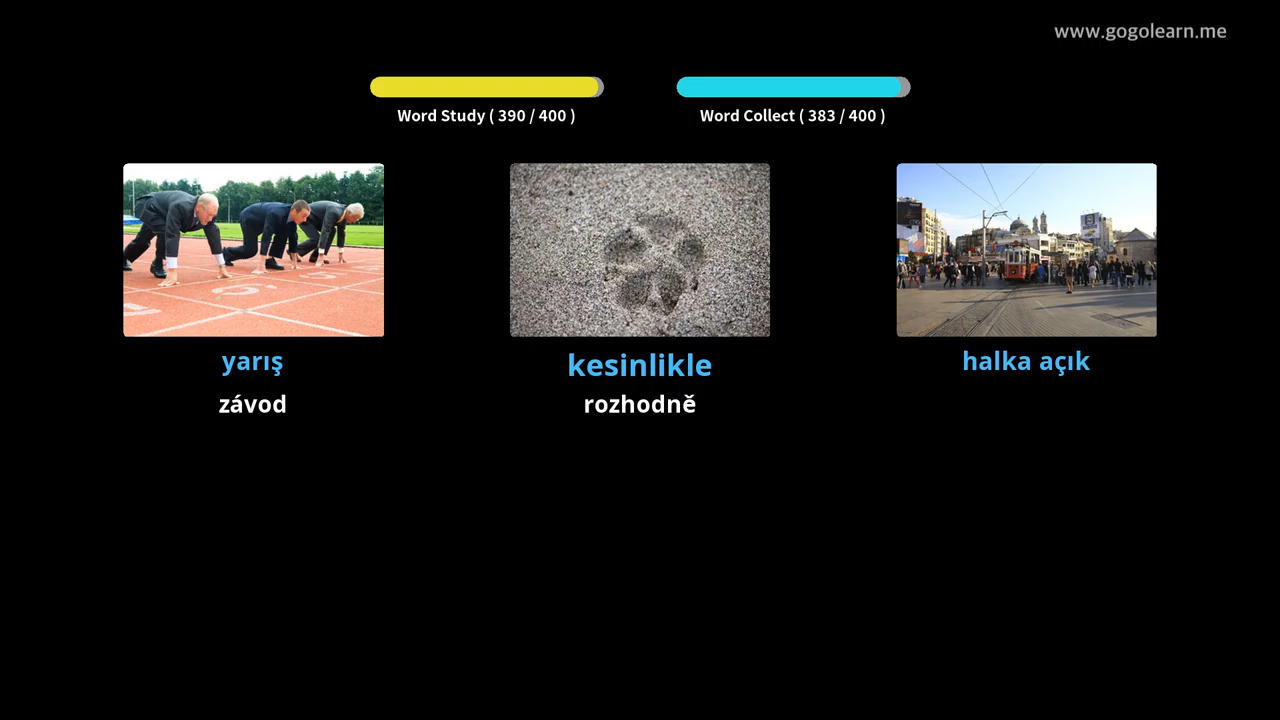 www.gogolearn.me
Word Study ( 390 / 400 )
Word Collect ( 383 / 400 )
yarış
kesinlikle
halka açık
závod
rozhodně